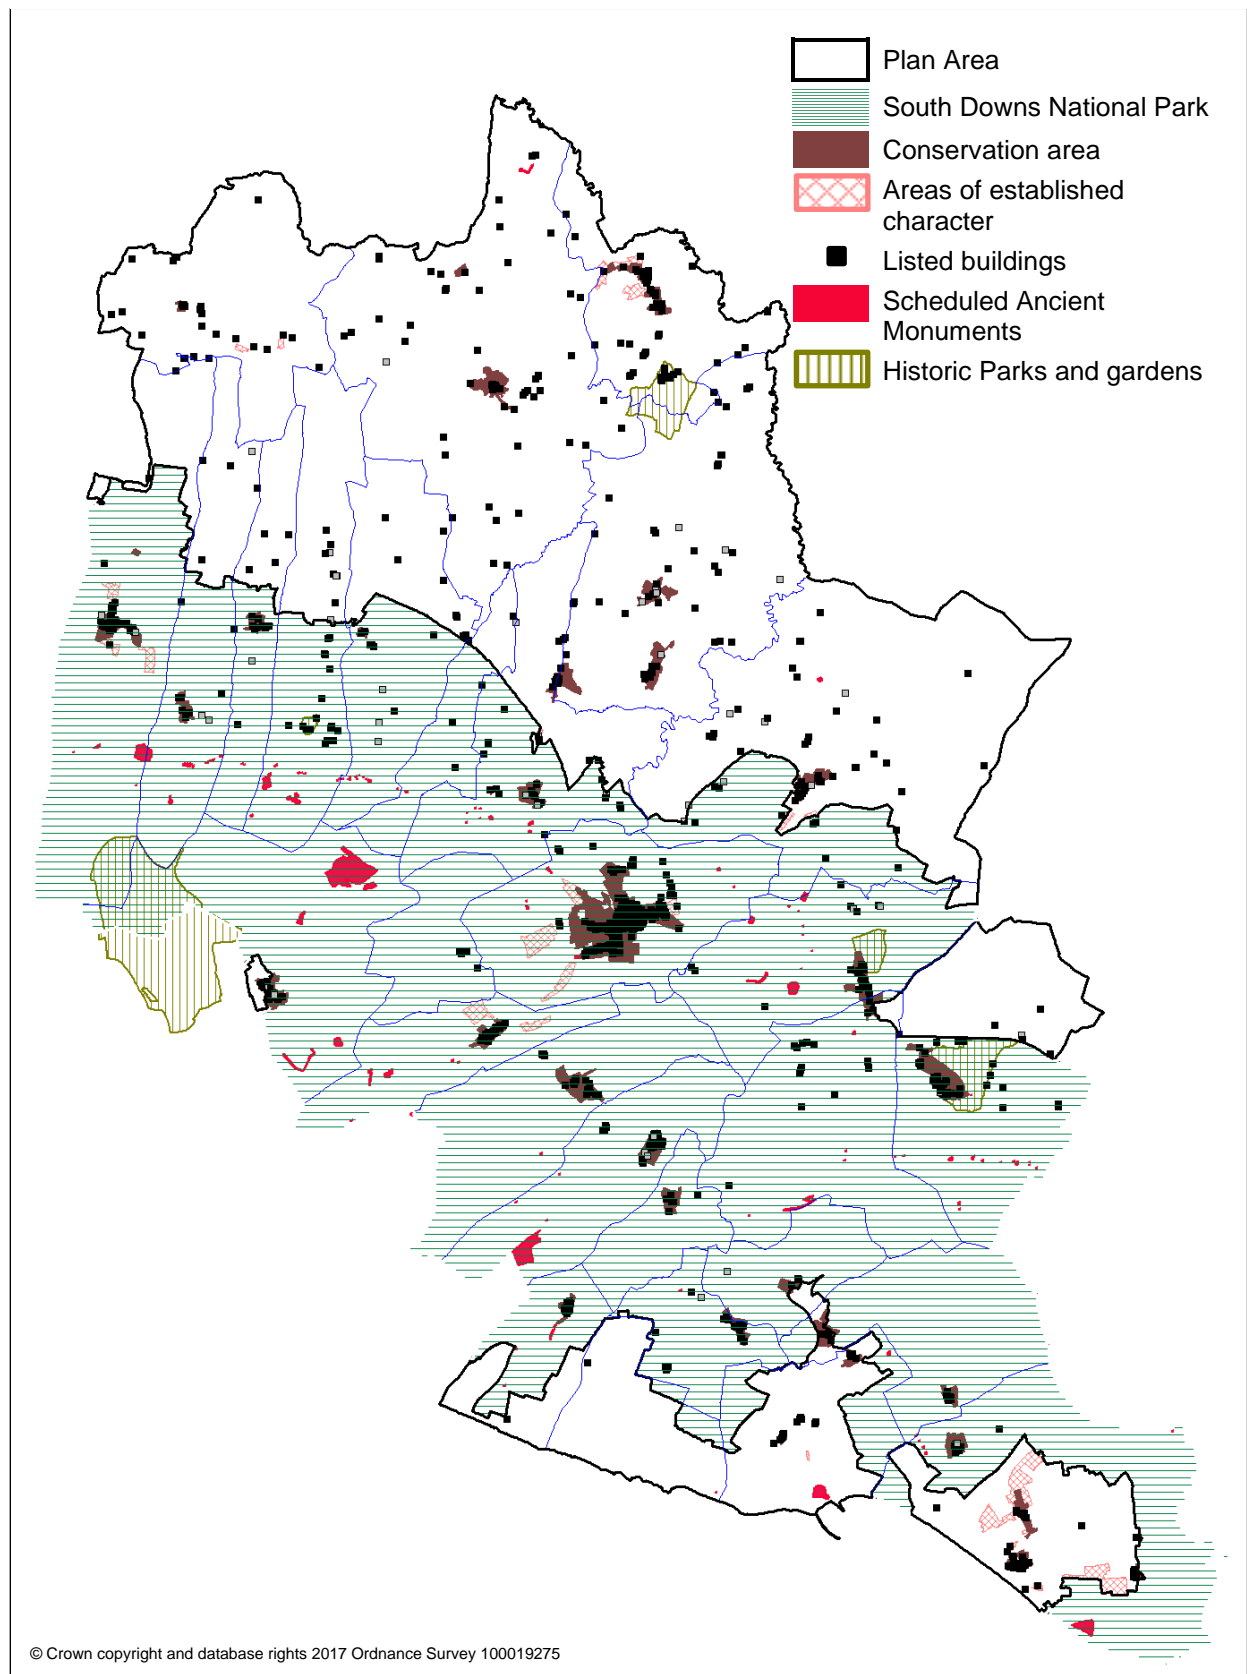 Plan Area
South Downs National Park
Conservation area
Areas of established
character
Listed buildings
Scheduled Ancient
Monuments
Historic Parks and gardens
© Crown copyright and database rights 2017 Ordnance Survey 100019275